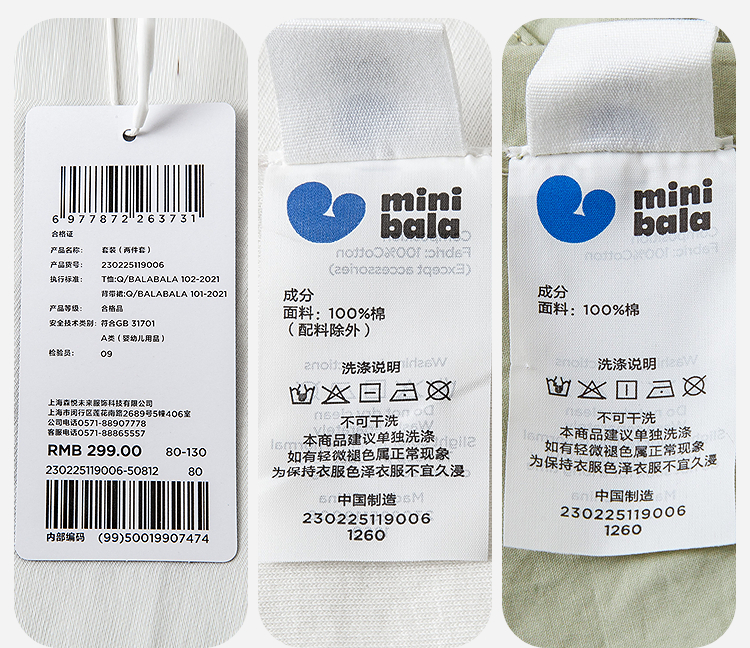 6 977872 263731
合格证
产品名称: 套装（两件套）
产品货号: 230225119006
执行标准: T恤:Q/BALABALA 102-2021
背带裙:Q/BALABALA 101-2021
产品等级: 合格品
安全技术类别: 符合GB 31701
A类（婴幼儿用品）
检验员: 09
上海森悦未来服饰科技有限公司
上海市闵行区莲花南路2689号5幢406室
公司电话0571-88907778
客服电话0571-88865557
RMB 299.00 80-130
230225119006-50812 80
内部编码 (99)50019907474
mini
bala
Fabric: 100%Cotton
(Except accessories)
成分
面料: 100%棉
（配料除外）
洗涤说明
不可干洗
本商品建议单独洗涤
如有轻微褪色属正常现象
为保持衣服色泽衣服不宜久浸
中国制造
230225119006
1260
mini
bala
Fabric: 100%Cotton
成分
面料: 100%棉
洗涤说明
不可干洗
本商品建议单独洗涤
如有轻微褪色属正常现象
为保持衣服色泽衣服不宜久浸
中国制造
230225119006
1260